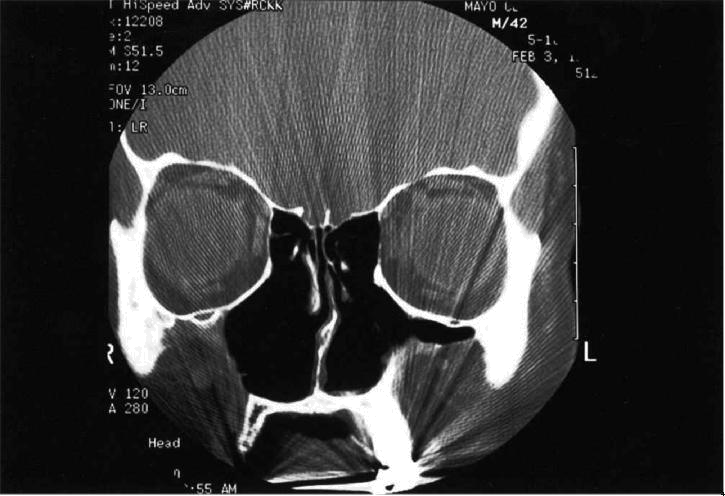 HiSpeed Adv SYS#RCKK
:12208
:2
S51.5
:12
FOV 13.0cm
ONE/I
: LR
MAYO
M/42
FEB 3,
R
L
V 120
A 280
Head
:55 AM